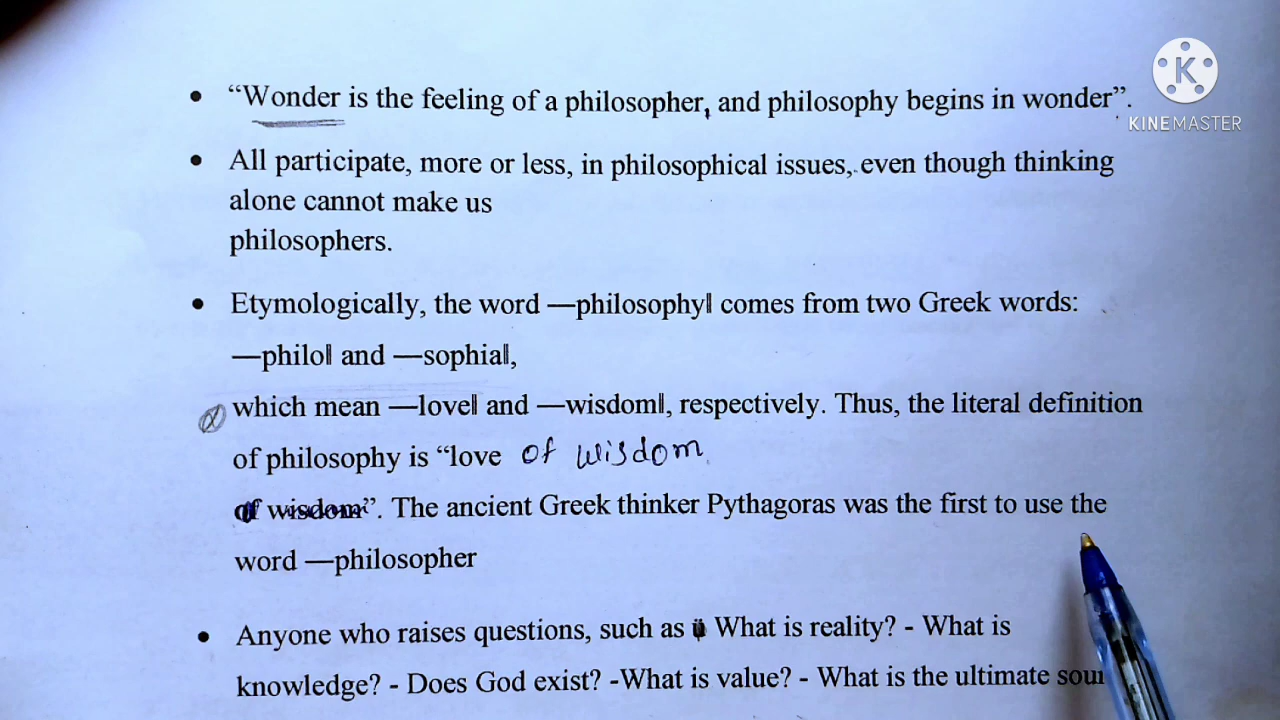 • “Wonder is the feeling of a philosopher, and philosophy begins in wonder”.
K
KINEMASTER
• All participate, more or less, in philosophical issues, even though thinking
alone cannot make us
philosophers.
• Etymologically, the word ―philosophy‖ comes from two Greek words:
―philo‖ and ―sophia‖,
which mean ―love‖ and ―wisdom‖, respectively. Thus, the literal definition
of philosophy is “love of wisdom
of wisdom”. The ancient Greek thinker Pythagoras was the first to use the
word ―philosopher
• Anyone who raises questions, such as What is reality? - What is
knowledge? - Does God exist? -What is value? - What is the ultimate